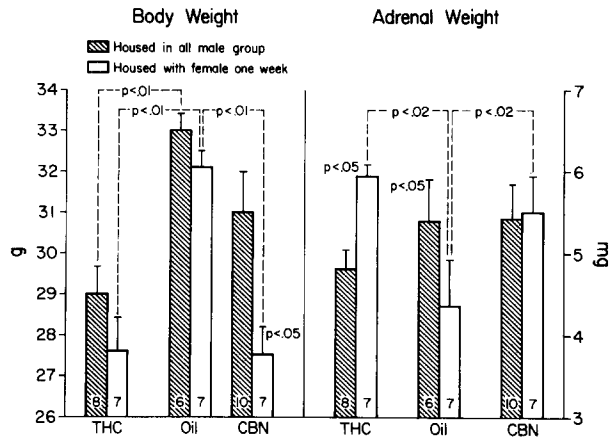 Body Weight
Adrenal Weight
Housed in all male group
Housed with female one week
34
33
32
31
30
29
28
27
26
g
p<.01
p<.01
p<.01
p<.05
8
7
6
7
10
7
THC
Oil
CBN
p<.02
p<.02
p<.05
p<.05
8
7
6
7
10
7
THC
Oil
CBN
7
6
5
4
3
mg